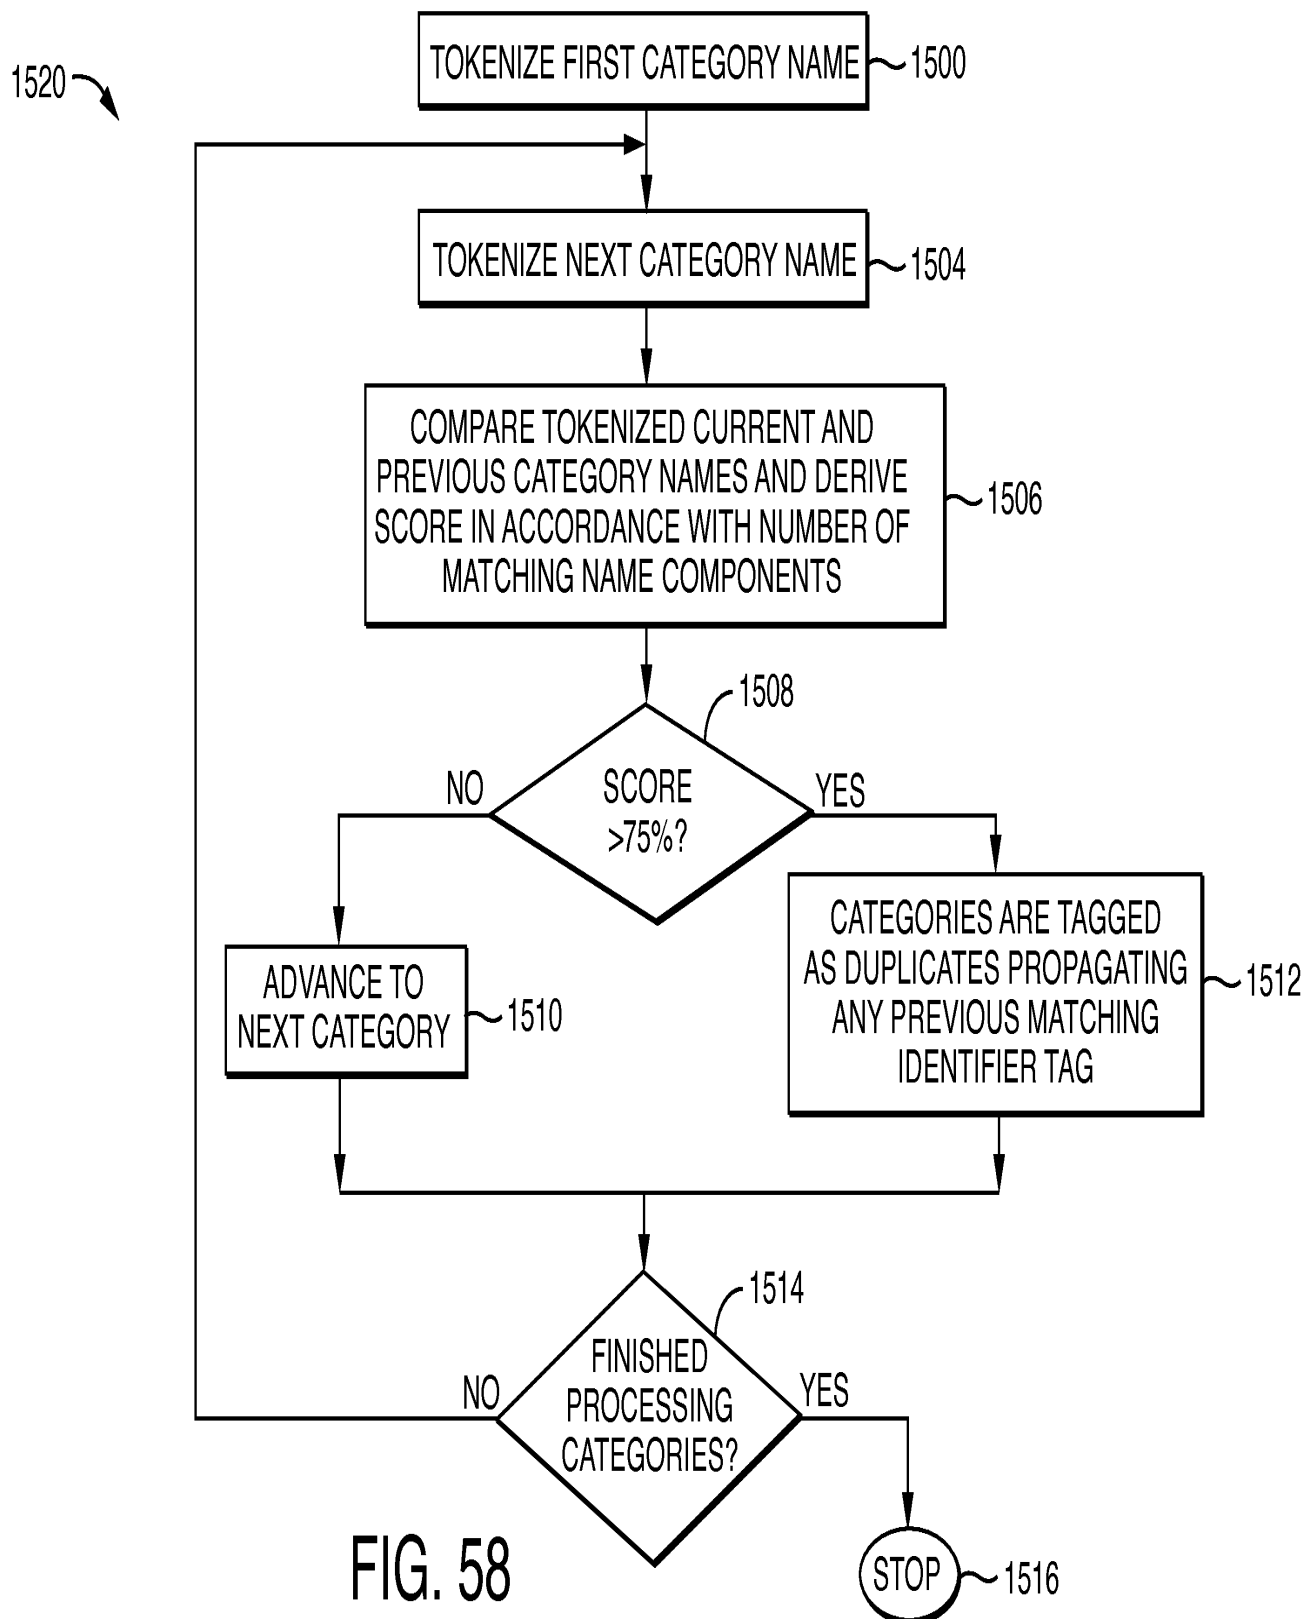 TOKENIZE FIRST CATEGORY NAME
1500
1520
TOKENIZE NEXT CATEGORY NAME
1504
COMPARE TOKENIZED CURRENT AND
PREVIOUS CATEGORY NAMES AND DERIVE
SCORE IN ACCORDANCE WITH NUMBER OF
MATCHING NAME COMPONENTS
1506
1508
NO
SCORE
>75%?
YES
ADVANCE TO
NEXT CATEGORY
1510
CATEGORIES ARE TAGGED
AS DUPLICATES PROPAGATING
ANY PREVIOUS MATCHING
IDENTIFIER TAG
1512
1514
NO
FINISHED
PROCESSING
CATEGORIES?
YES
STOP
1516
FIG. 58